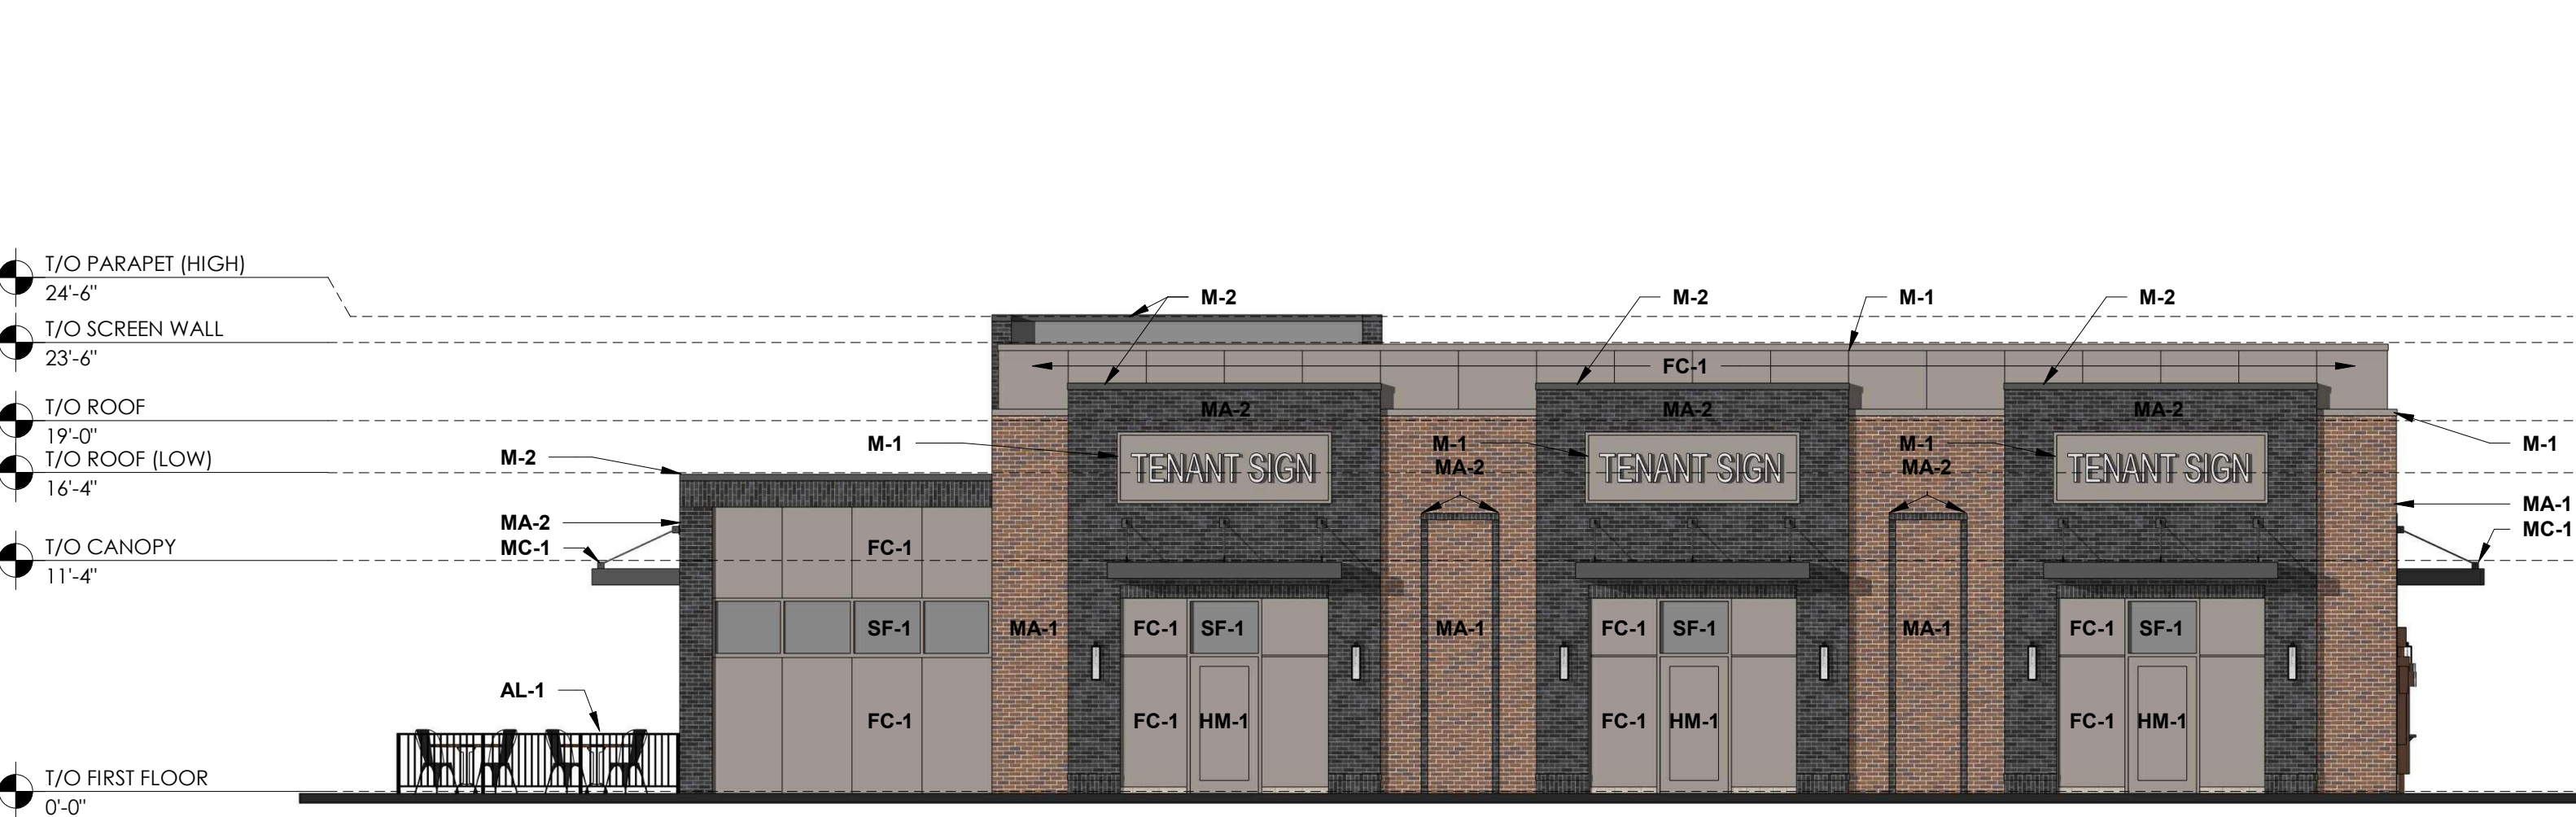 T/O PARAPET (HIGH)
24'-6"
T/O SCREEN WALL
23'-6"
T/O ROOF
19'-0"
T/O ROOF (LOW)
16'-4"
T/O CANOPY
11'-4"
T/O FIRST FLOOR
0'-0"
M-2
M-2
M-1
M-2
FC-1
MA-2
MA-2
MA-2
M-1
M-1
M-1
M-1
M-2
TENANT SIGN
TENANT SIGN
TENANT SIGN
MA-2
MA-2
MA-1
MA-2
MC-1
MC-1
FC-1
SF-1
MA-1
FC-1
SF-1
MA-1
FC-1
SF-1
MA-1
FC-1
SF-1
AL-1
FC-1
FC-1
HM-1
FC-1
HM-1
FC-1
HM-1